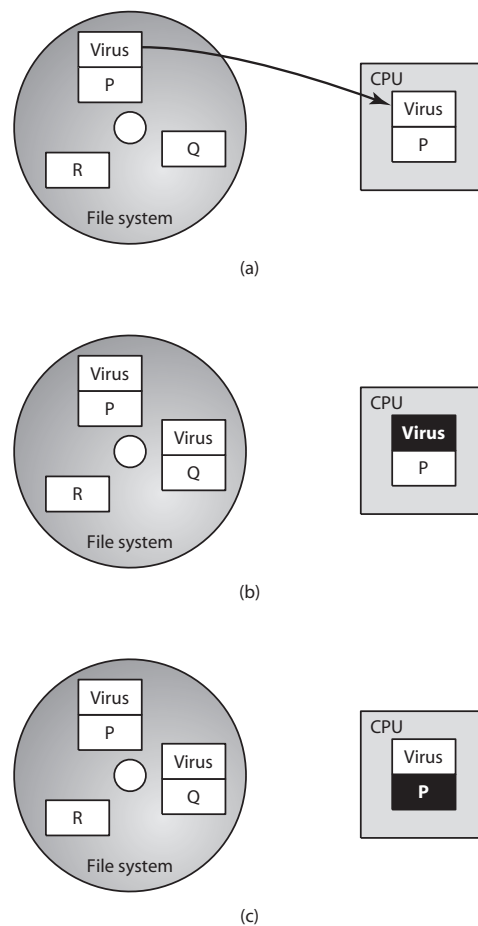 Virus
P
R
Q
File system
CPU
Virus
P
(a)
Virus
P
Virus
Q
R
File system
CPU
Virus
P
(b)
Virus
P
Virus
Q
R
File system
CPU
Virus
P
(c)